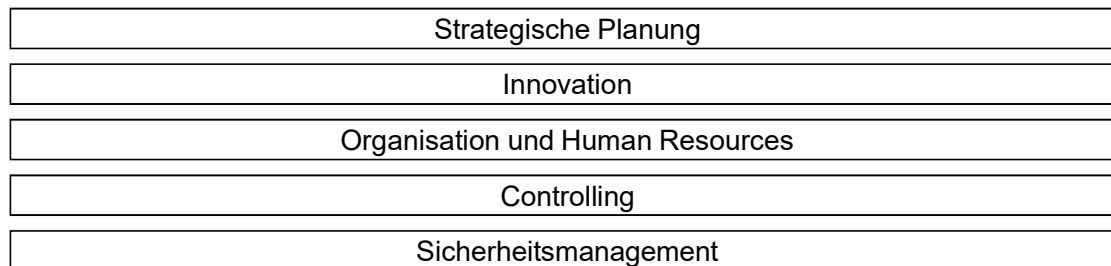 Strategische Planung
Innovation
Organisation und Human Resources
Controlling
Sicherheitsmanagement